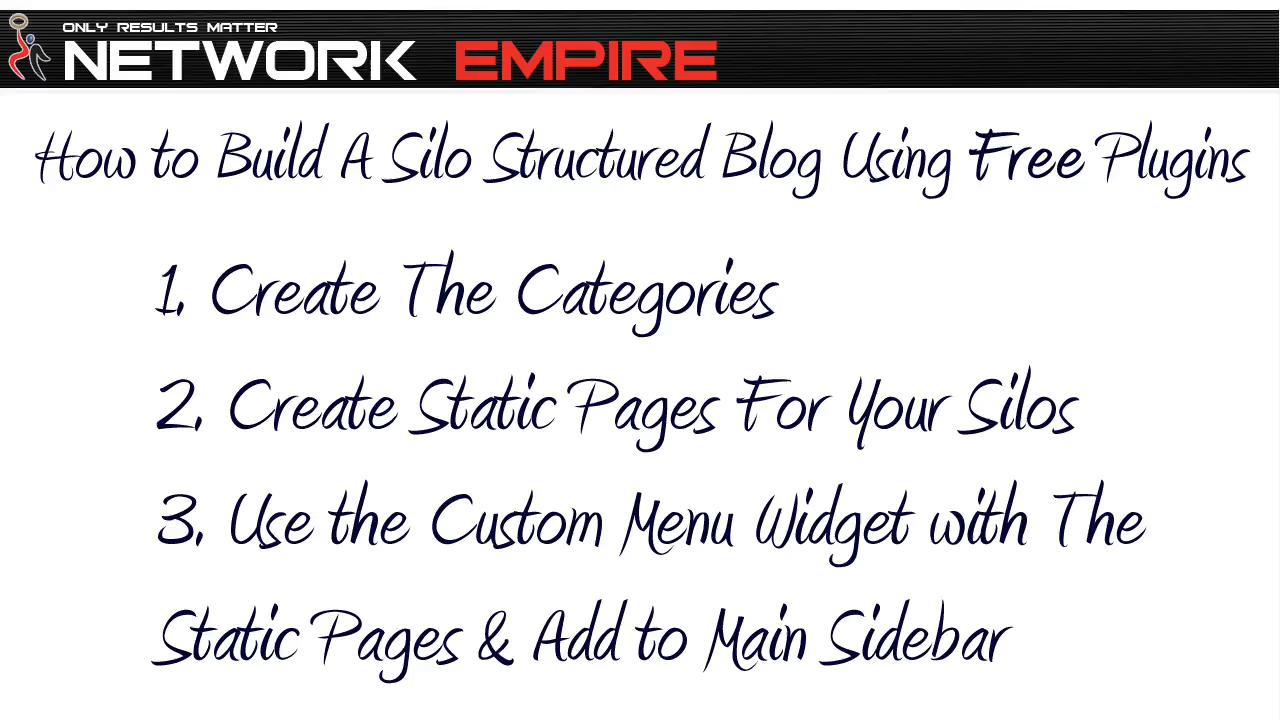 ONLY RESULTS MATTER
NETWORK EMPIRE
How to Build A Silo Structured Blog Using Free Plugins
1. Create The Categories
2. Create Static Pages For Your Silos
3. Use the Custom Menu Widget with The
Static Pages & Add to Main Sidebar